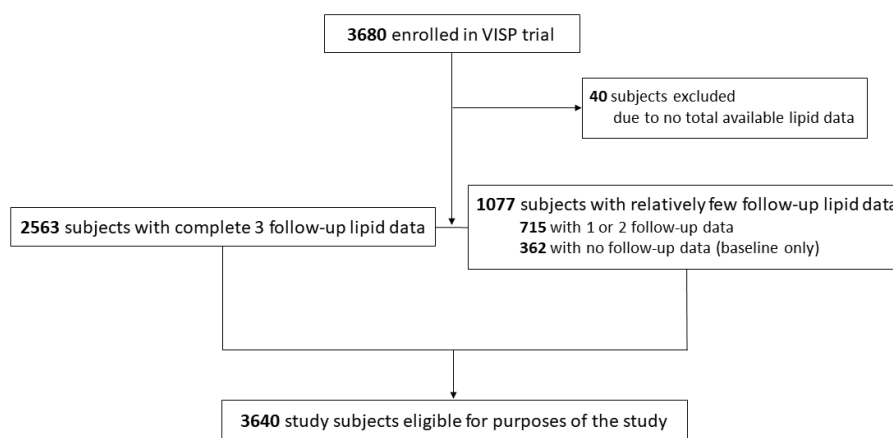 3680 enrolled in VISP trial
40 subjects excluded
due to no total available lipid data
2563 subjects with complete 3 follow-up lipid data
1077 subjects with relatively few follow-up lipid data
715 with 1 or 2 follow-up data
362 with no follow-up data (baseline only)
3640 study subjects eligible for purposes of the study